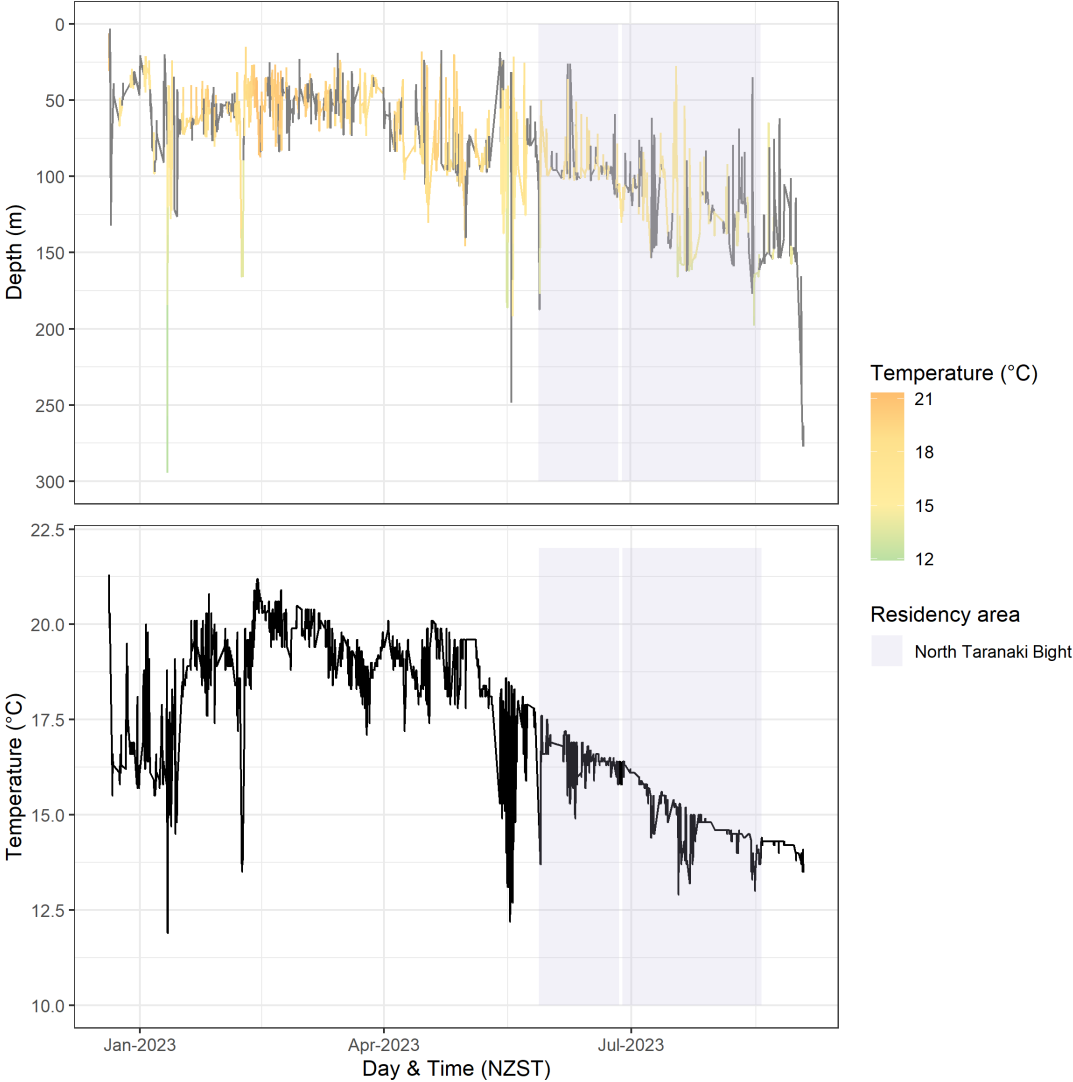 0
50
100
150
200
250
300
Depth (m)
Temperature (°C)
21
18
15
12
Residency area
North Taranaki Bight
22.5
20.0
17.5
15.0
12.5
10.0
Temperature (°C)
Jan-2023 Apr-2023 Jul-2023
Day & Time (NZST)